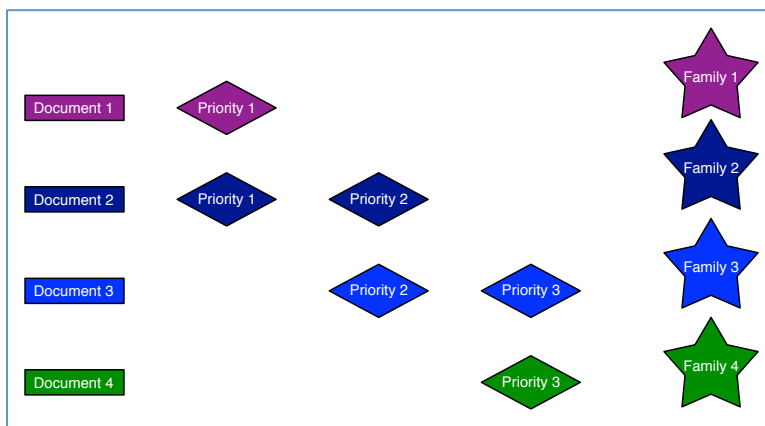 Family 1
Document 1
Priority 1
Family 2
Document 2
Priority 1
Priority 2
Family 3
Document 3
Priority 2
Priority 3
Family 4
Document 4
Priority 3